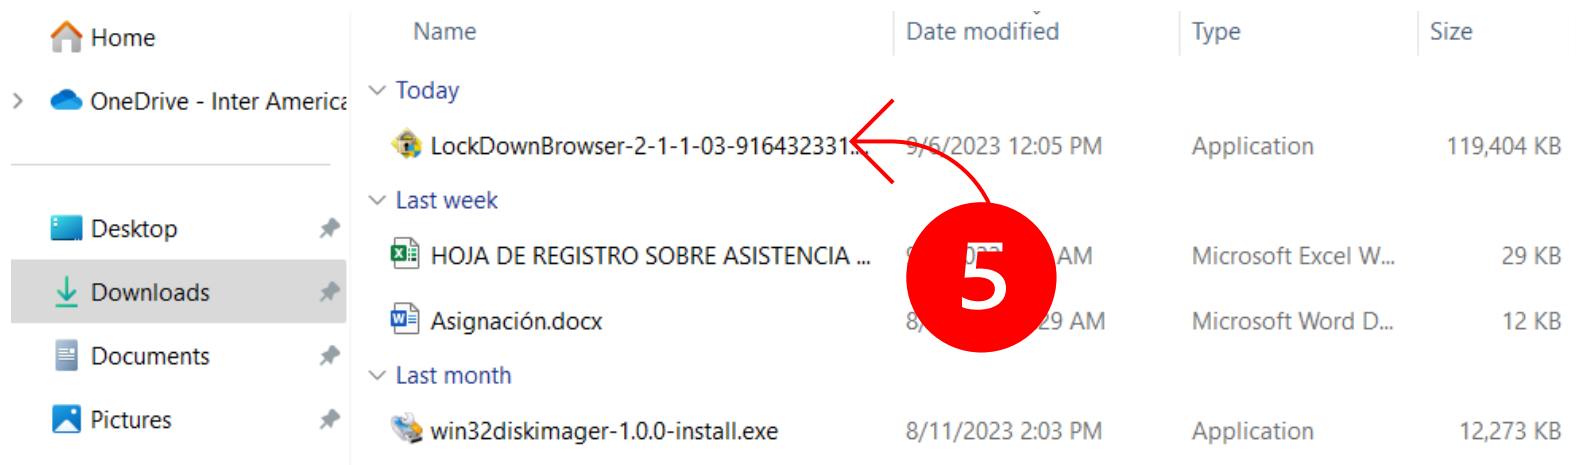 Home
OneDrive - Inter America
Desktop
Downloads
Documents
Pictures
Name Date modified Type Size
Today
LockDownBrowser-2-1-1-03-916432331... 9/6/2023 12:05 PM Application 119,404 KB
Last week
HOJA DE REGISTRO SOBRE ASISTENCIA ... AM Microsoft Excel W... 29 KB
Asignación.docx 8/ 29 AM Microsoft Word D... 12 KB
Last month
win32diskimager-1.0.0-install.exe 8/11/2023 2:03 PM Application 12,273 KB
5